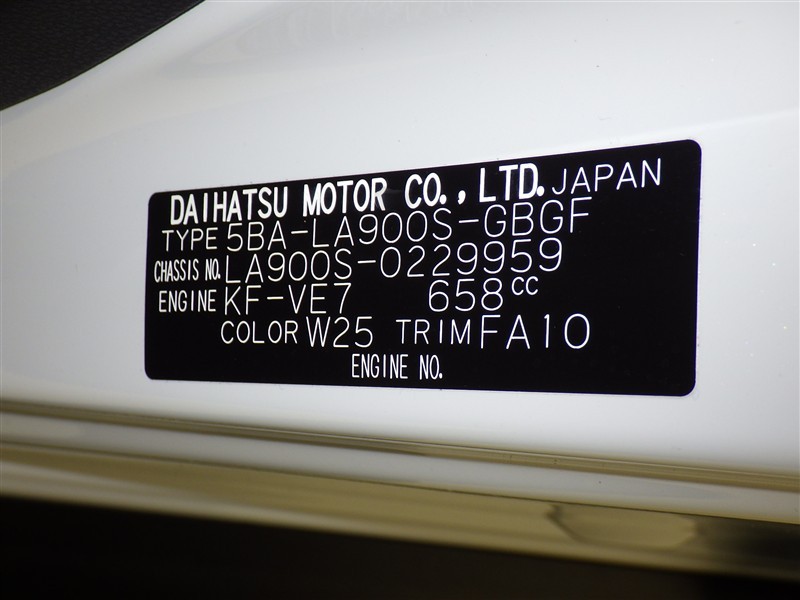 DAIHATSU MOTOR CO., LTD. JAPAN
TYPE 5BA-LA900S-GBGF
CHASSIS NO. LA900S-0229959
ENGINE KF-VE7 658cc
COLOR W25 TRIM FA10
ENGINE NO.